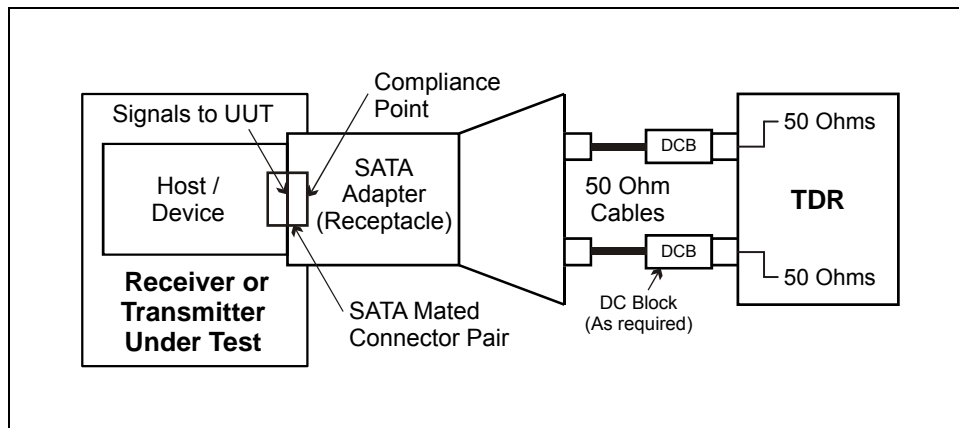 Signals to UUT
Compliance
Point
Host /
Device
SATA
Adapter
(Receptacle)
Receiver or
Transmitter
Under Test
SATA Mated
Connector Pair
DCB
50 Ohm
Cables
DCB
DC Block
(As required)
50 Ohms
TDR
50 Ohms